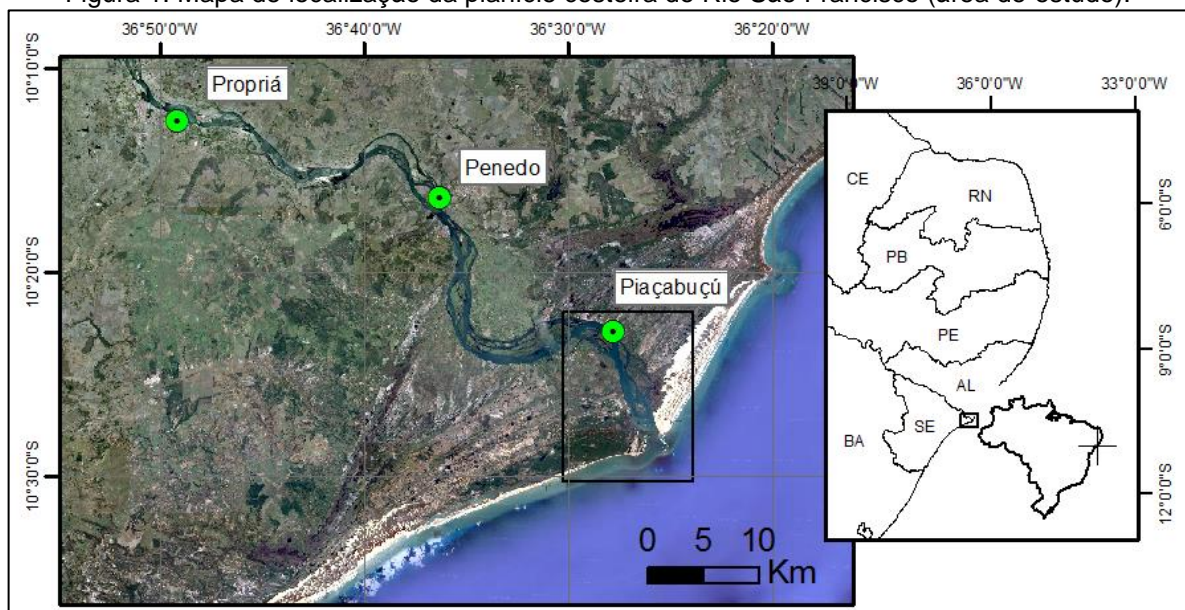 Figura 1: Mapa de localização da planície costeira do Rio São Francisco (área de estudo).
36°50'0"W 36°40'0"W 36°30'0"W 36°20'0"W
10°10'0"S
10°20'0"S
10°30'0"S
Propriá
Penedo
Piaçabuçú
0 5 10
Km
39°0'0"W 36°0'0"W 33°0'0"W
6°0'0"S
9°0'0"S
12°0'0"S
CE
RN
PB
PE
AL
SE
BA